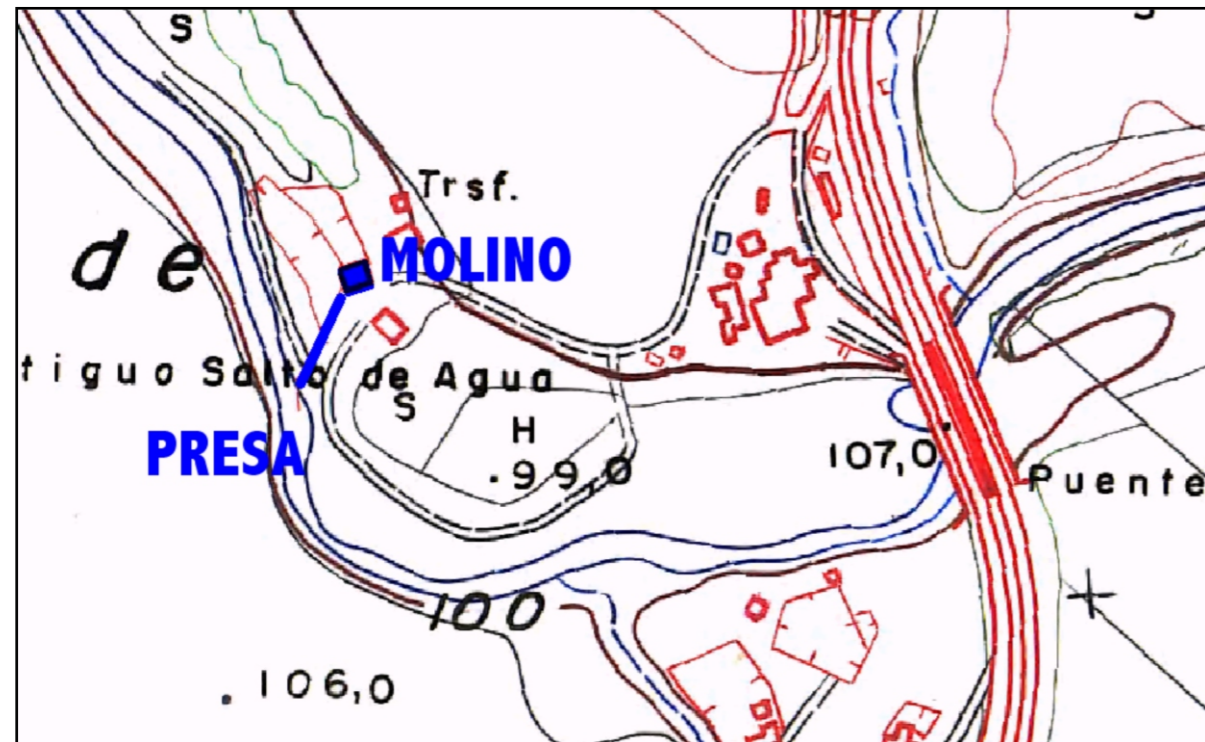 S
Trsf.
de
MOLINO
tiguo Salto de Agua
S
H
PRESA
.99,0
107,0
Puente
100
.106,0